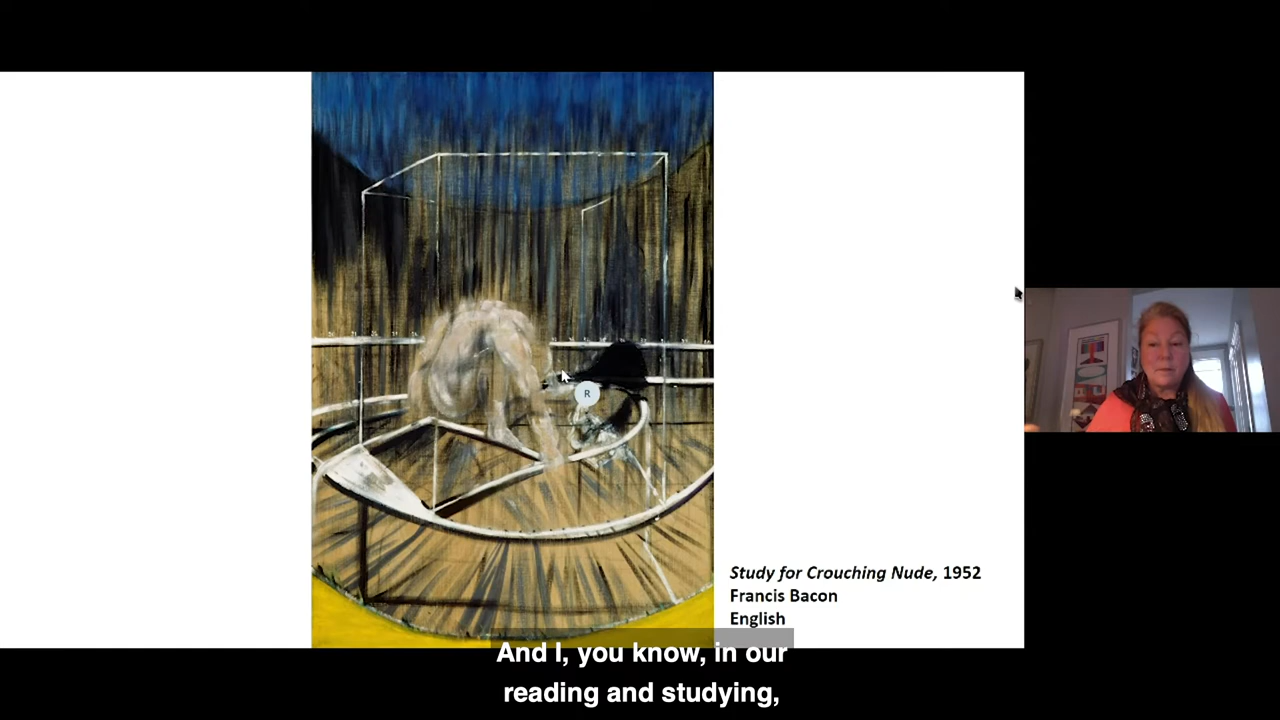 R
Study for Crouching Nude, 1952
Francis Bacon
English
And I, you know, in our
reading and studying,